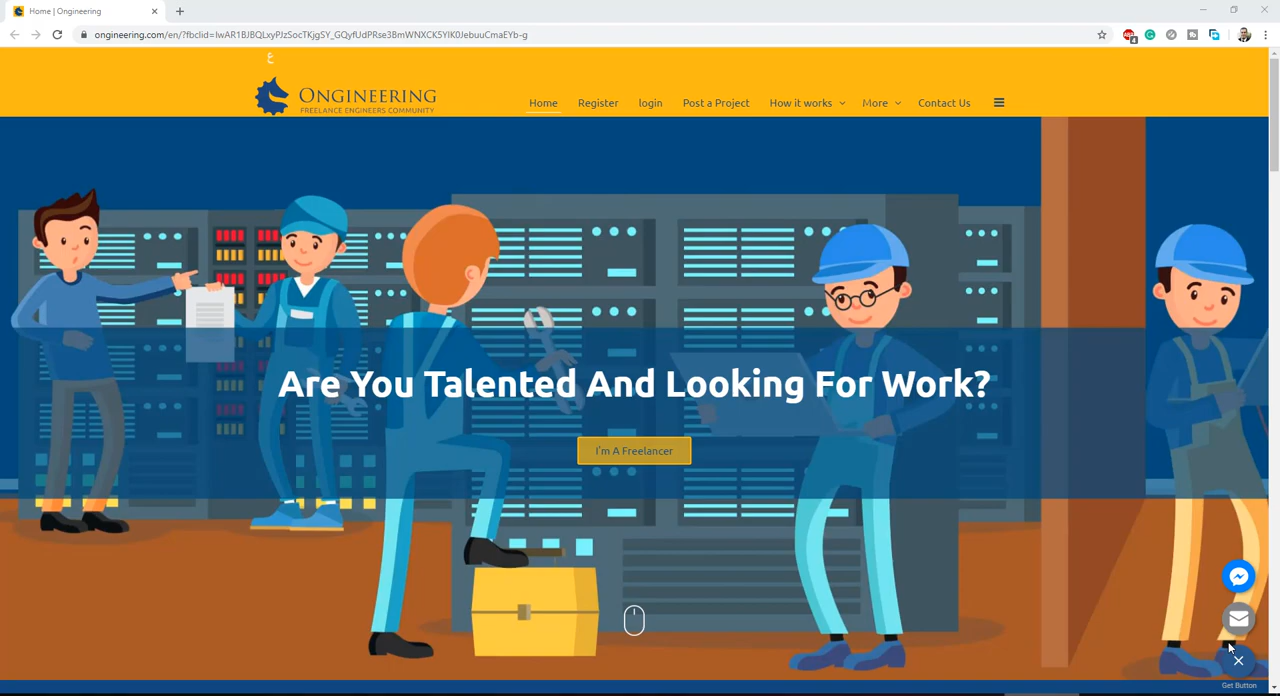 Home | Ongineering
ongineering.com/en/?fbclid=IwAR1BJBQLxyPJzSocTKjgSY_GQyfUdPRse3BmWNXCK5YIK0JebuuCmaEYb-g
ع
ONGINEERING
FREELANCE ENGINEERS COMMUNITY
Home Register login Post a Project How it works More Contact Us
Are You Talented And Looking For Work?
I'm A Freelancer
Get Button